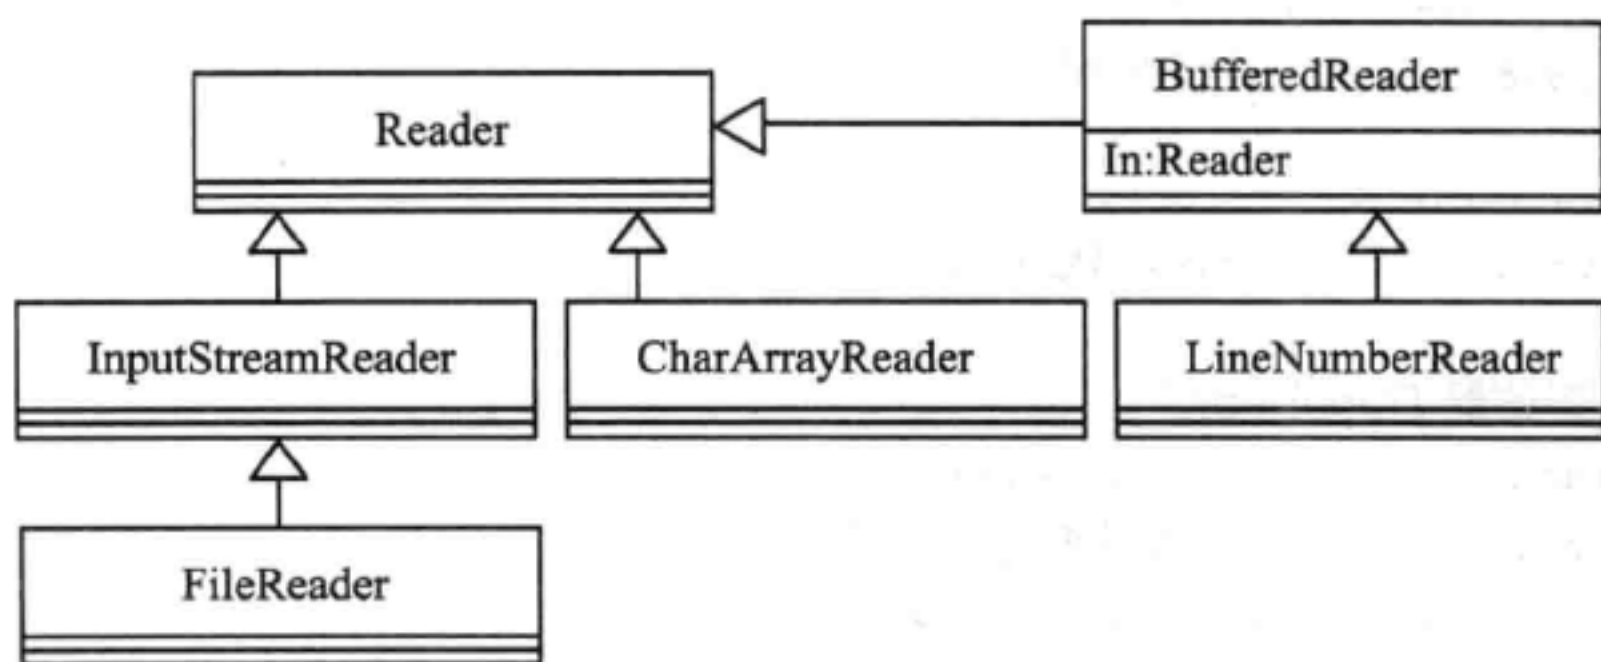 BufferedReader
Reader
In:Reader
InputStreamReader
CharArrayReader
LineNumberReader
FileReader